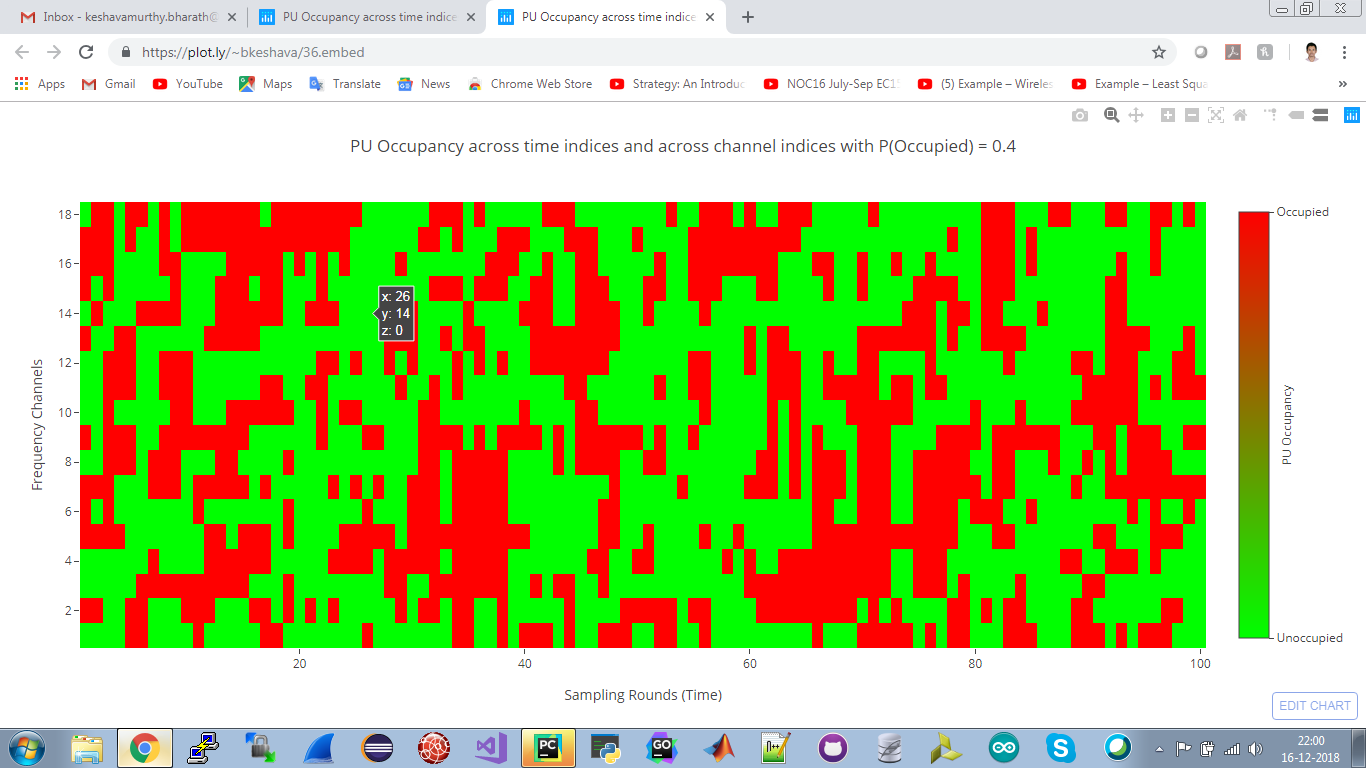 Inbox - keshavamurthy.bharath@
PU Occupancy across time indice
PU Occupancy across time indice
https://plot.ly/~bkeshava/36.embed
Apps
Gmail
YouTube
Maps
Translate
News
Chrome Web Store
Strategy: An Introduc
NOC16 July-Sep EC1
(5) Example – Wireles
Example – Least Squa
»
PU Occupancy across time indices and across channel indices with P(Occupied) = 0.4
18
16
14
12
10
8
6
4
2
Frequency Channels
x: 26
y: 14
z: 0
Occupied
PU Occupancy
Unoccupied
20
40
60
80
100
Sampling Rounds (Time)
EDIT CHART
PC
GO
22:00
16-12-2018